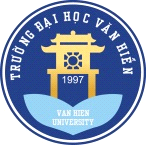 TRƯỜNG ĐẠI HỌC VĂN HIẾN
1997
VAN HIEN
UNIVERSITY